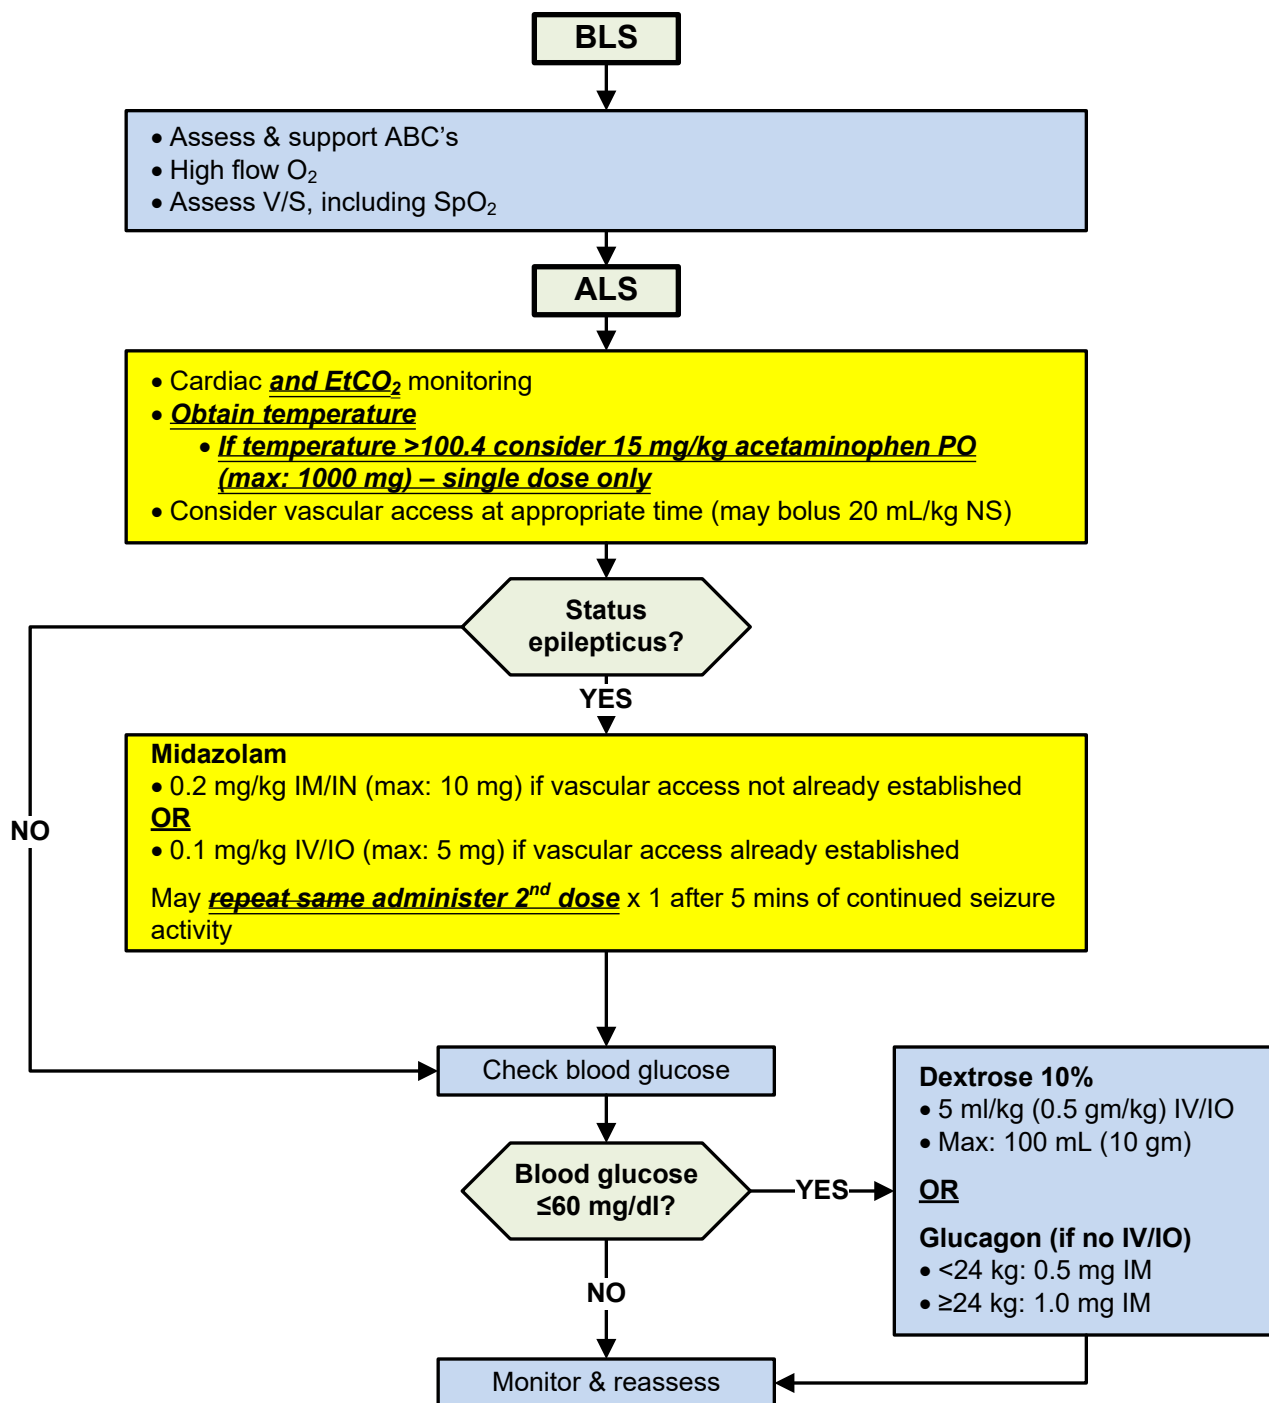 BLS
• Assess & support ABC’s
• High flow O₂
• Assess V/S, including SpO₂
ALS
• Cardiac and EtCO₂ monitoring
• Obtain temperature
• If temperature >100.4 consider 15 mg/kg acetaminophen PO
(max: 1000 mg) – single dose only
• Consider vascular access at appropriate time (may bolus 20 mL/kg NS)
Status
epilepticus?
YES
NO
Midazolam
• 0.2 mg/kg IM/IN (max: 10 mg) if vascular access not already established
OR
• 0.1 mg/kg IV/IO (max: 5 mg) if vascular access already established
May repeat same administer 2nd dose x 1 after 5 mins of continued seizure
activity
Check blood glucose
Blood glucose
≤60 mg/dl?
YES
NO
Dextrose 10%
• 5 ml/kg (0.5 gm/kg) IV/IO
• Max: 100 mL (10 gm)
OR
Glucagon (if no IV/IO)
• <24 kg: 0.5 mg IM
• ≥24 kg: 1.0 mg IM
Monitor & reassess